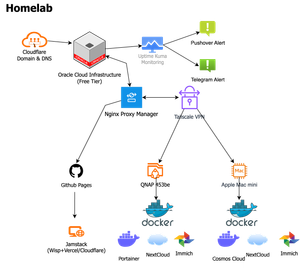 Homelab
Cloudflare
Domain & DNS
Oracle Cloud Infrastructure
(Free Tier)
Uptime Kuma
Monitoring
Pushover Alert
Telegram Alert
Nginx Proxy Manager
Tailscale VPN
Github Pages
QNAP 453be
Mac
Apple Mac mini
Jamstack
(Wisp+Vercel/Cloudflare)
docker
docker
Portainer
NextCloud
Immich
Cosmos Cloud
NextCloud
Immich